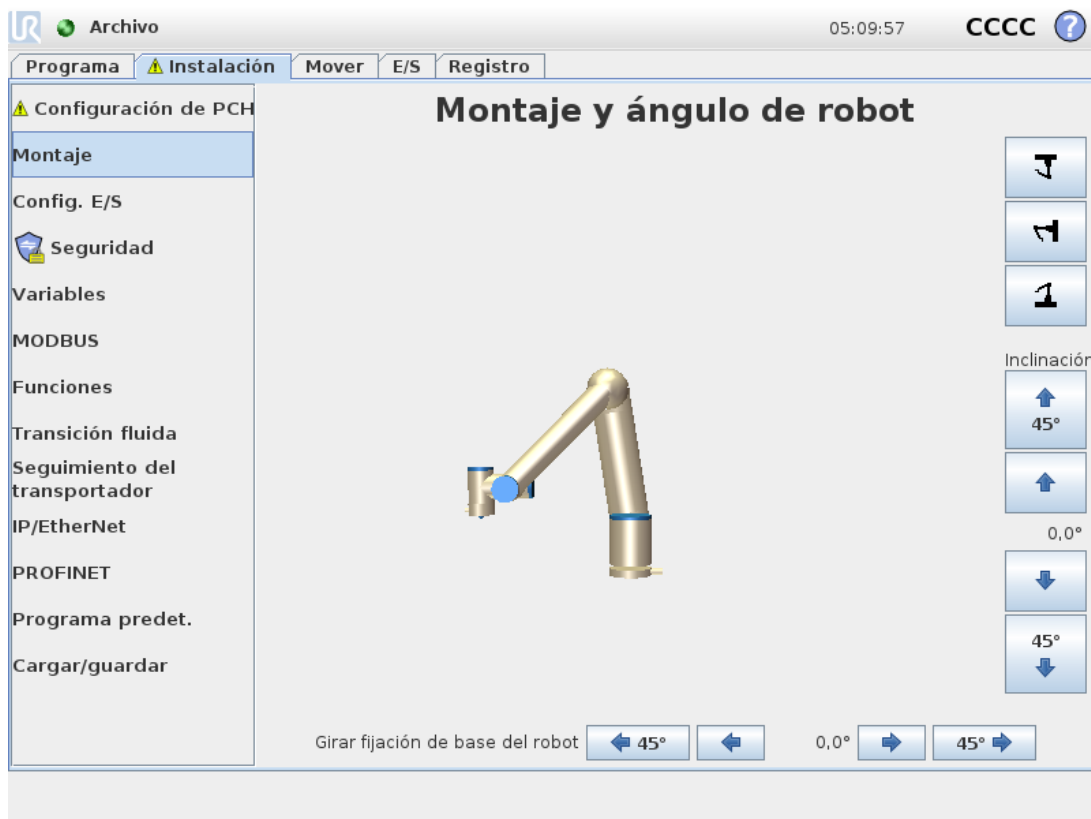 UR
Archivo
05:09:57
CCCC
?
Programa
Instalación
Mover
E/S
Registro
Configuración de PCH
Montaje y ángulo de robot
Montaje
Config. E/S
Seguridad
Variables
MODBUS
Funciones
Transición fluida
Seguimiento del
transportador
IP/EtherNet
PROFINET
Programa predet.
Cargar/guardar
Inclinación
45°
0,0°
45°
Girar fijación de base del robot
45°
0,0°
45°